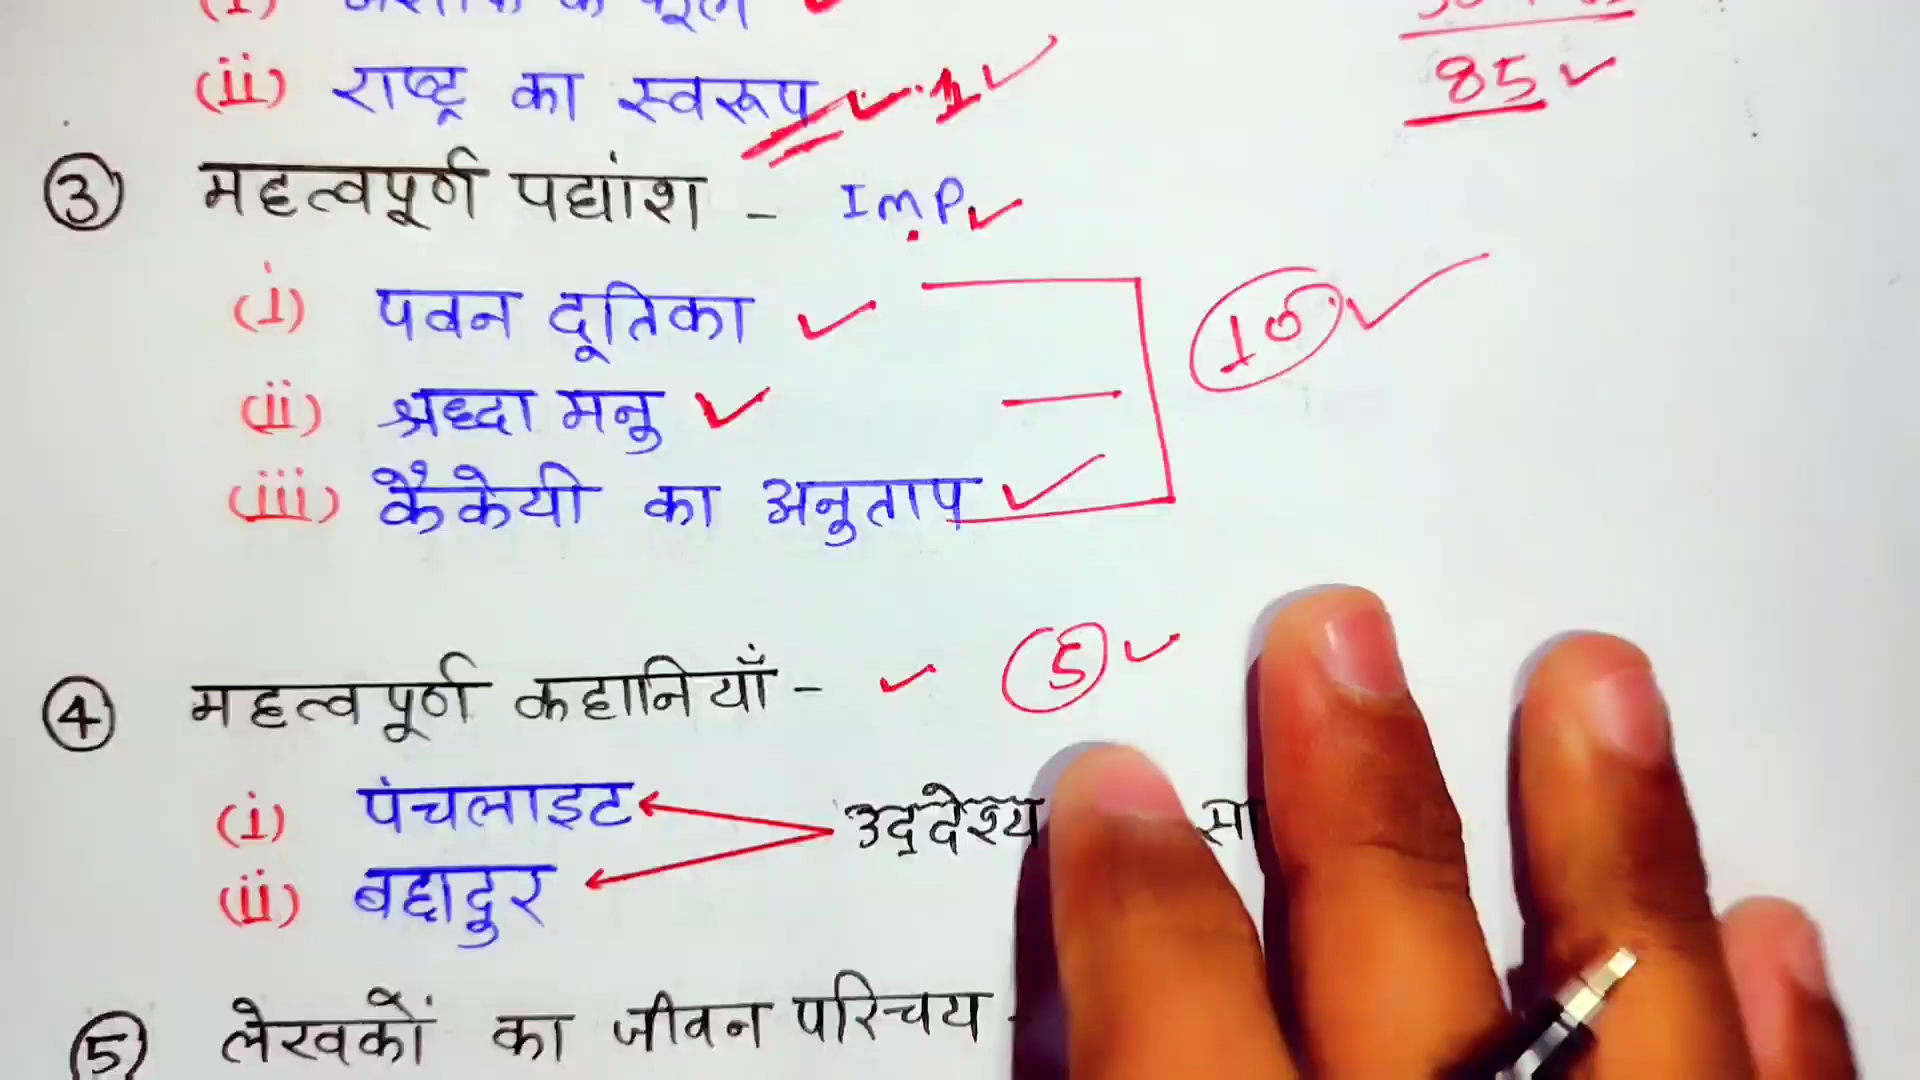 (ii) राष्ट्र का स्वरूप 1
85
③ महत्वपूर्ण पद्यांश - Imp
(i) पवन दूतिका
10
(ii) श्रद्धा मनु
(iii) कैकेयी का अनुताप
④ महत्वपूर्ण कहानियाँ - 5
(i) पंचलाइट
उद्देश्य
(ii) बहादुर
⑤ लेखकों का जीवन परिचय -